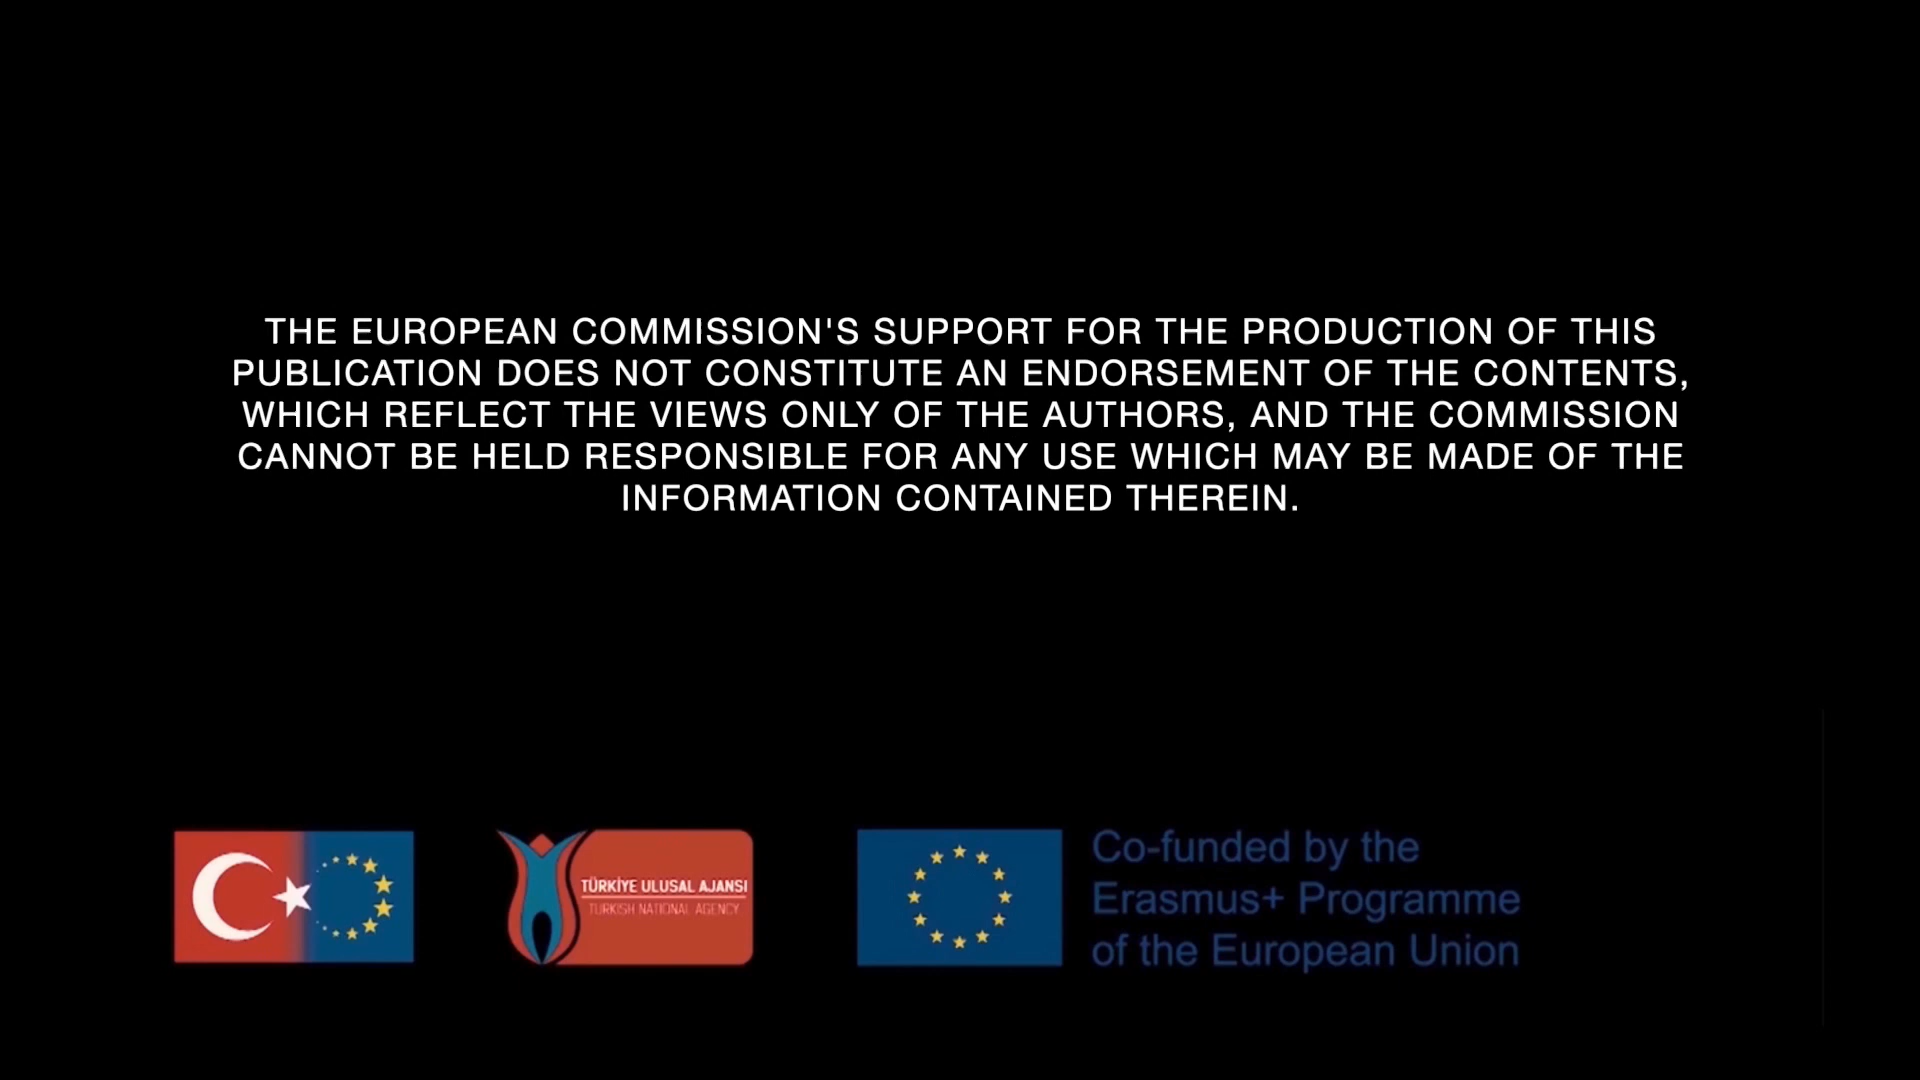 THE EUROPEAN COMMISSION'S SUPPORT FOR THE PRODUCTION OF THIS
PUBLICATION DOES NOT CONSTITUTE AN ENDORSEMENT OF THE CONTENTS,
WHICH REFLECT THE VIEWS ONLY OF THE AUTHORS, AND THE COMMISSION
CANNOT BE HELD RESPONSIBLE FOR ANY USE WHICH MAY BE MADE OF THE
INFORMATION CONTAINED THEREIN.
TÜRKİYE ULUSAL AJANSI
TURKISH NATIONAL AGENCY
Co-funded by the
Erasmus+ Programme
of the European Union